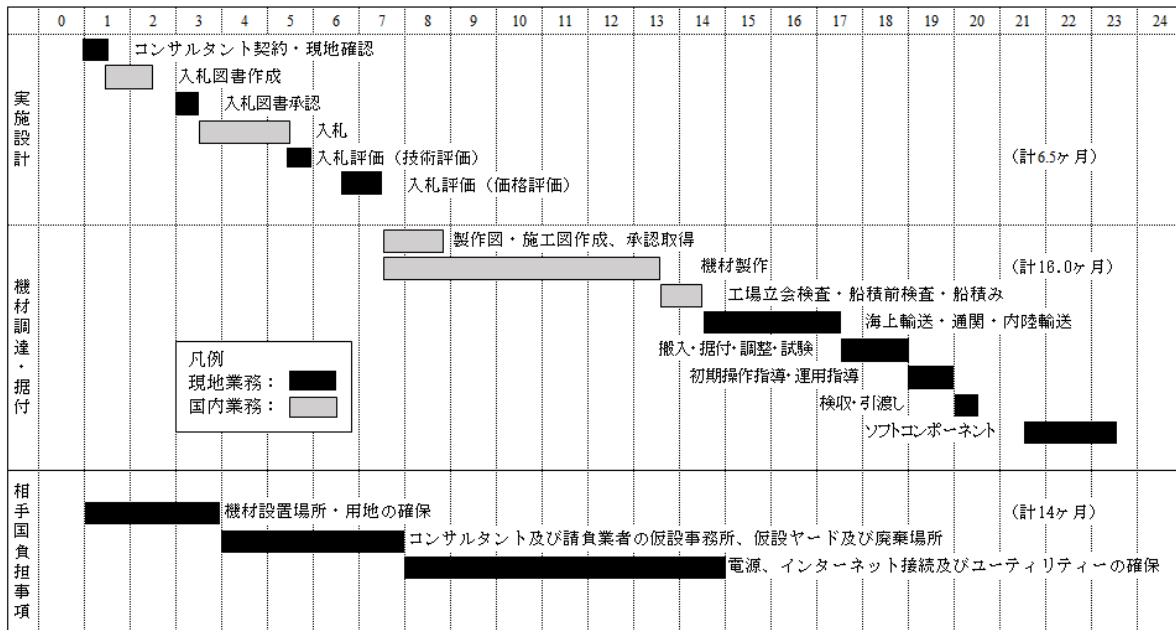 0 1 2 3 4 5 6 7 8 9 10 11 12 13 14 15 16 17 18 19 20 21 22 23 24
実施設計
コンサルタント契約・現地確認
入札図書作成
入札図書承認
入札
入札評価（技術評価）
(計6.5ヶ月)
入札評価（価格評価）
機材調達・据付
製作図・施工図作成、承認取得
機材製作
(計16.0ヶ月)
工場立会検査・船積前検査・船積み
海上輸送・通関・内陸輸送
搬入・据付・調整・試験
初期操作指導・運用指導
検収・引渡し
ソフトコンポーネント
凡例
現地業務：
国内業務：
相手国負担事項
機材設置場所・用地の確保
(計14ヶ月)
コンサルタント及び請負業者の仮設事務所、仮設ヤード及び廃棄場所
電源、インターネット接続及びユーティリティーの確保